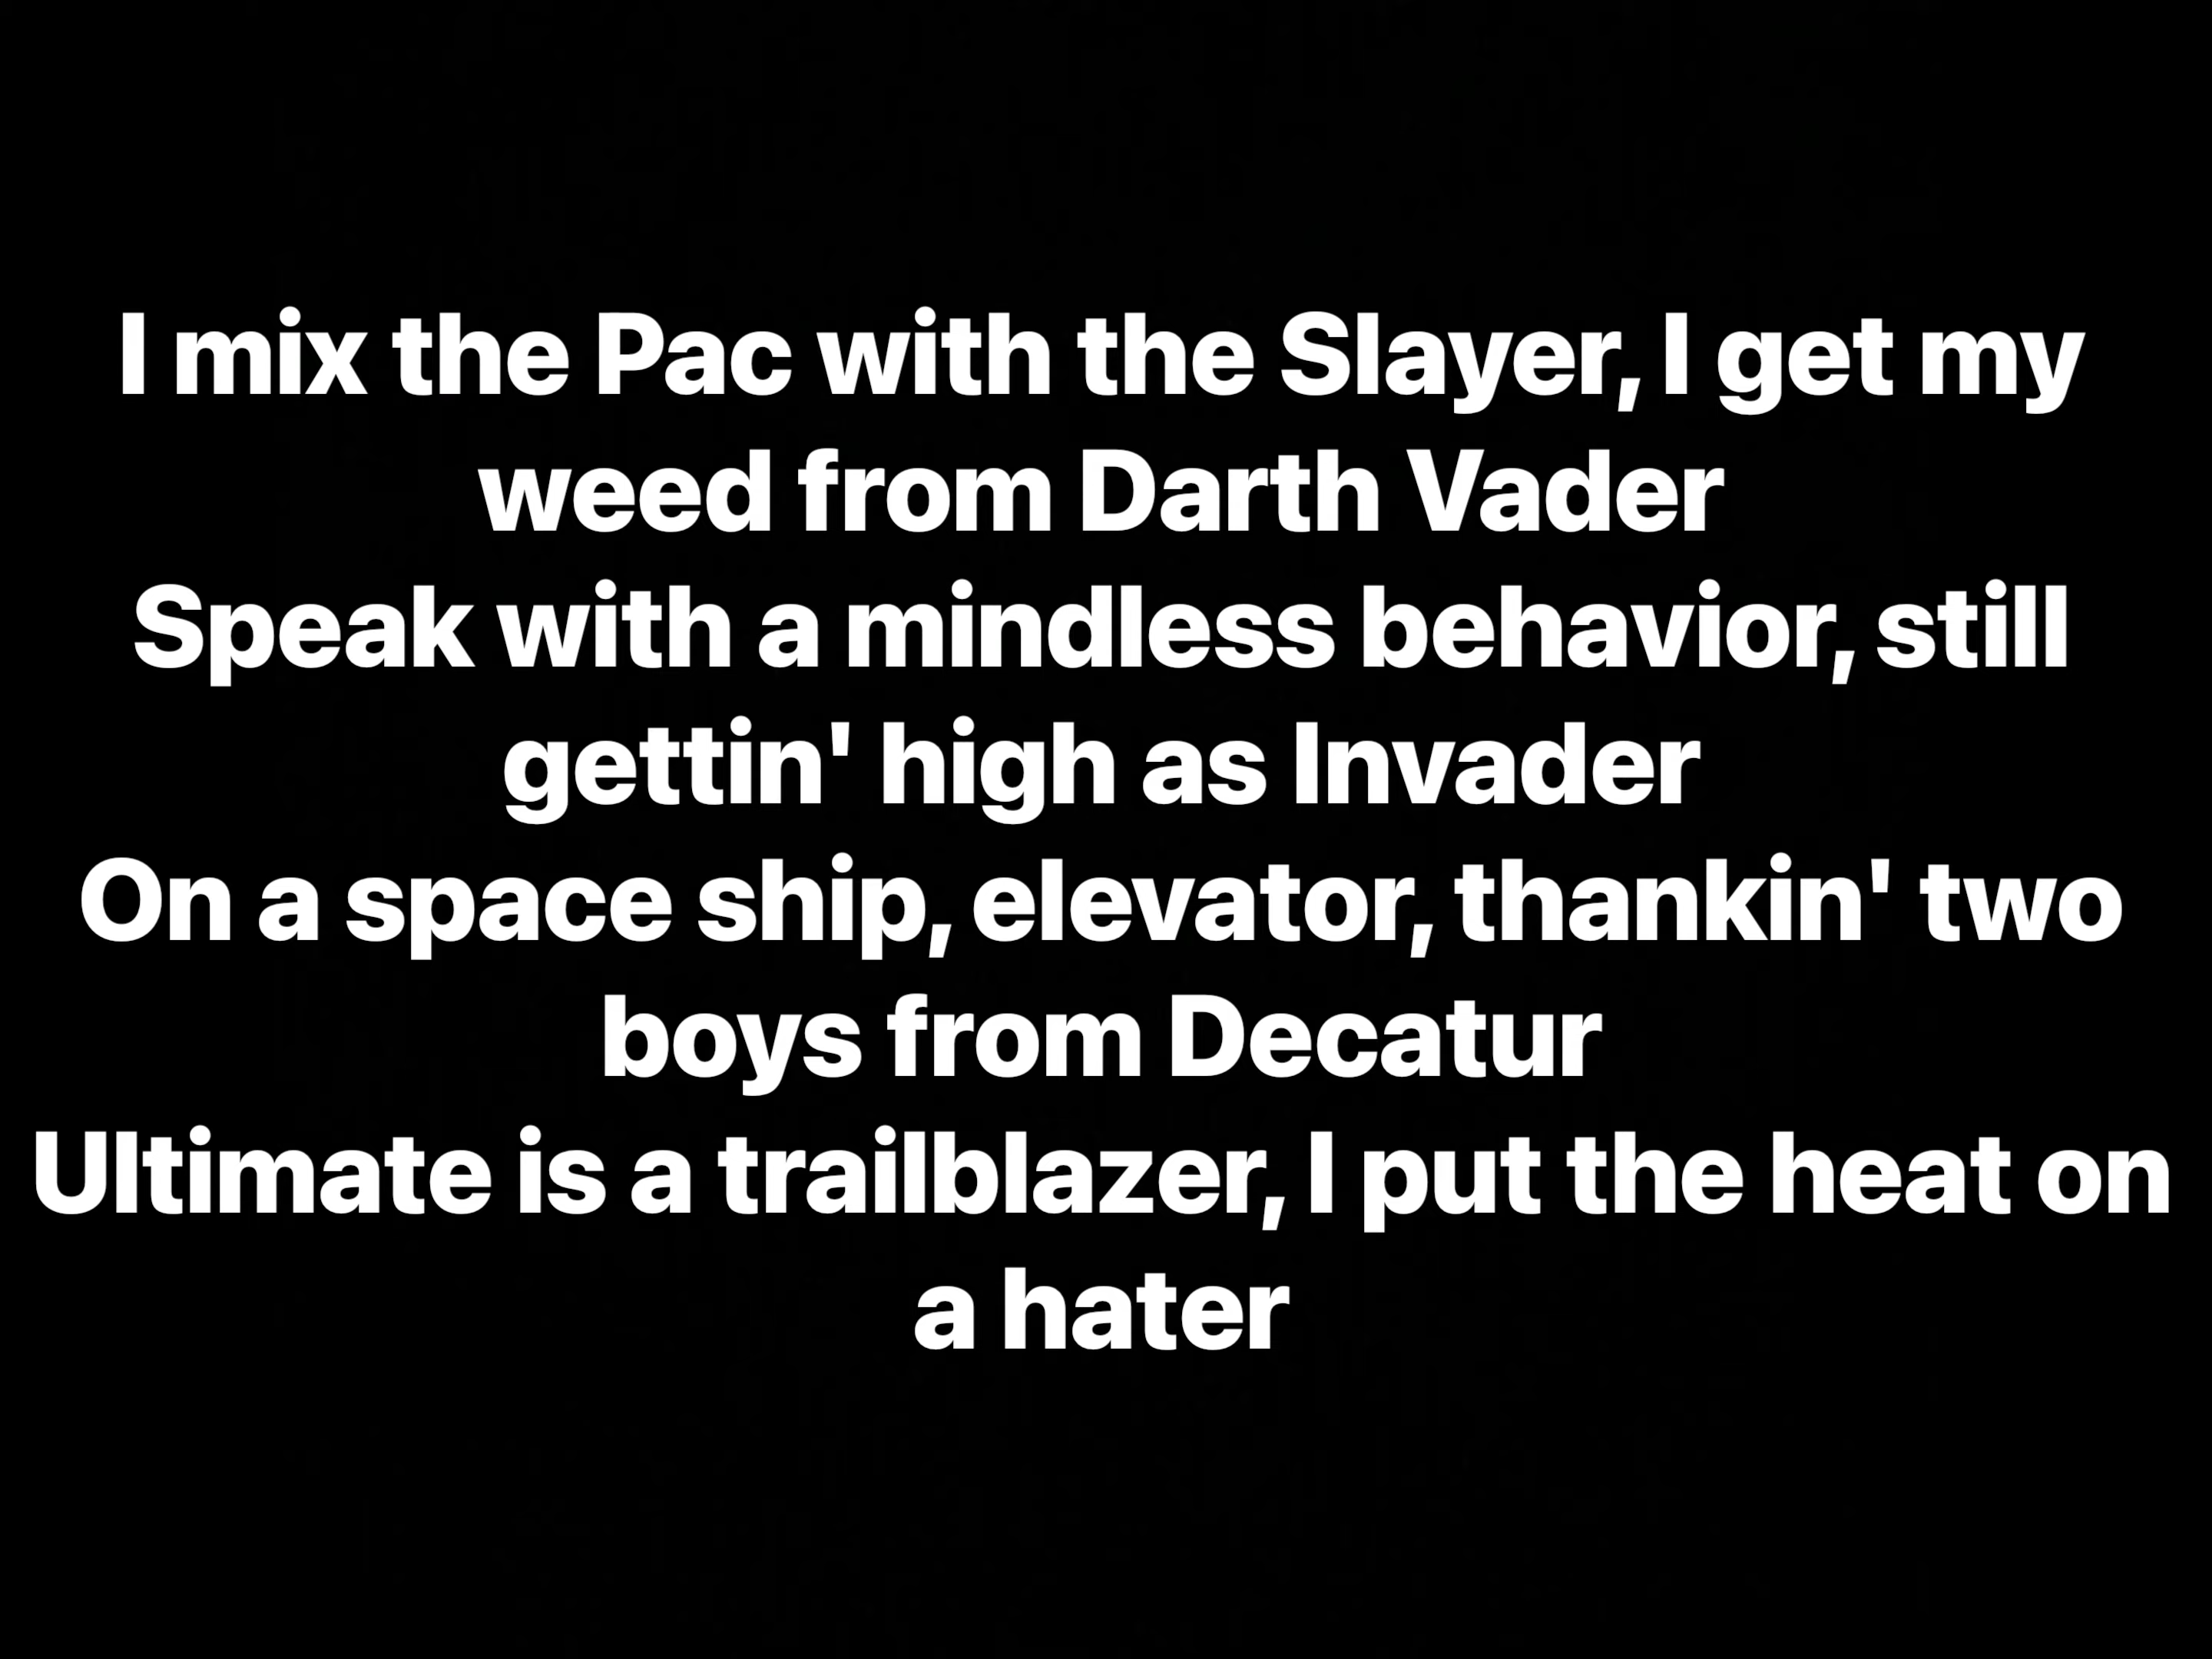 I mix the Pac with the Slayer, I get my
weed from Darth Vader
Speak with a mindless behavior, still
gettin' high as Invader
On a space ship, elevator, thankin' two
boys from Decatur
Ultimate is a trailblazer, I put the heat on
a hater